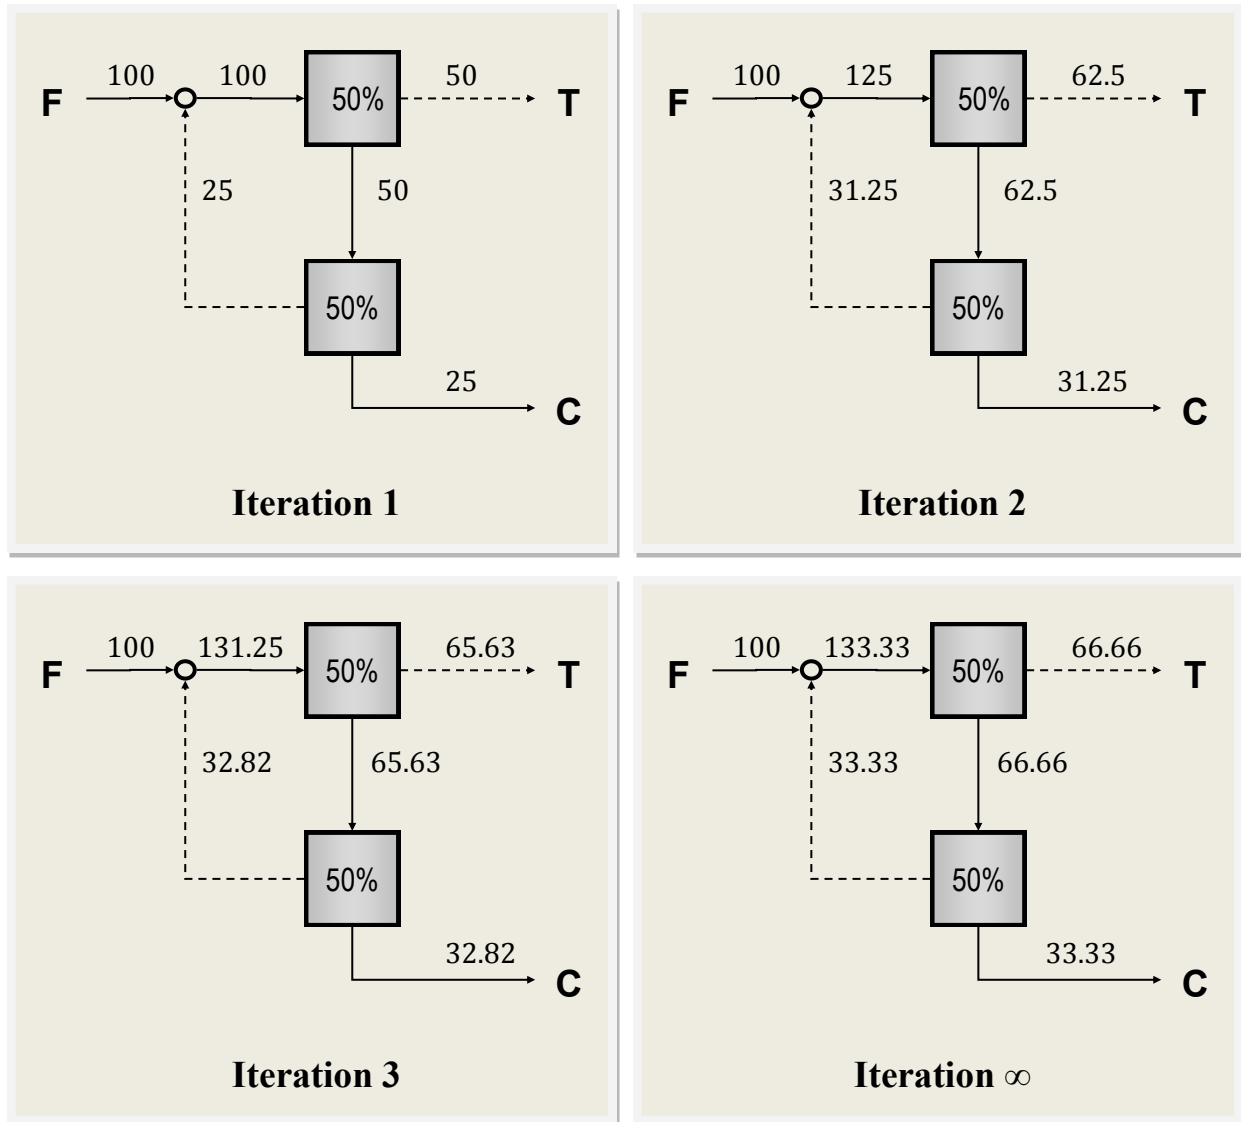 100 100 50
F 50% T
25 50
50%
25
C
Iteration 1
100 125 62.5
F 50% T
31.25 62.5
50%
31.25
C
Iteration 2
100 131.25 65.63
F 50% T
32.82 65.63
50%
32.82
C
Iteration 3
100 133.33 66.66
F 50% T
33.33 66.66
50%
33.33
C
Iteration ∞